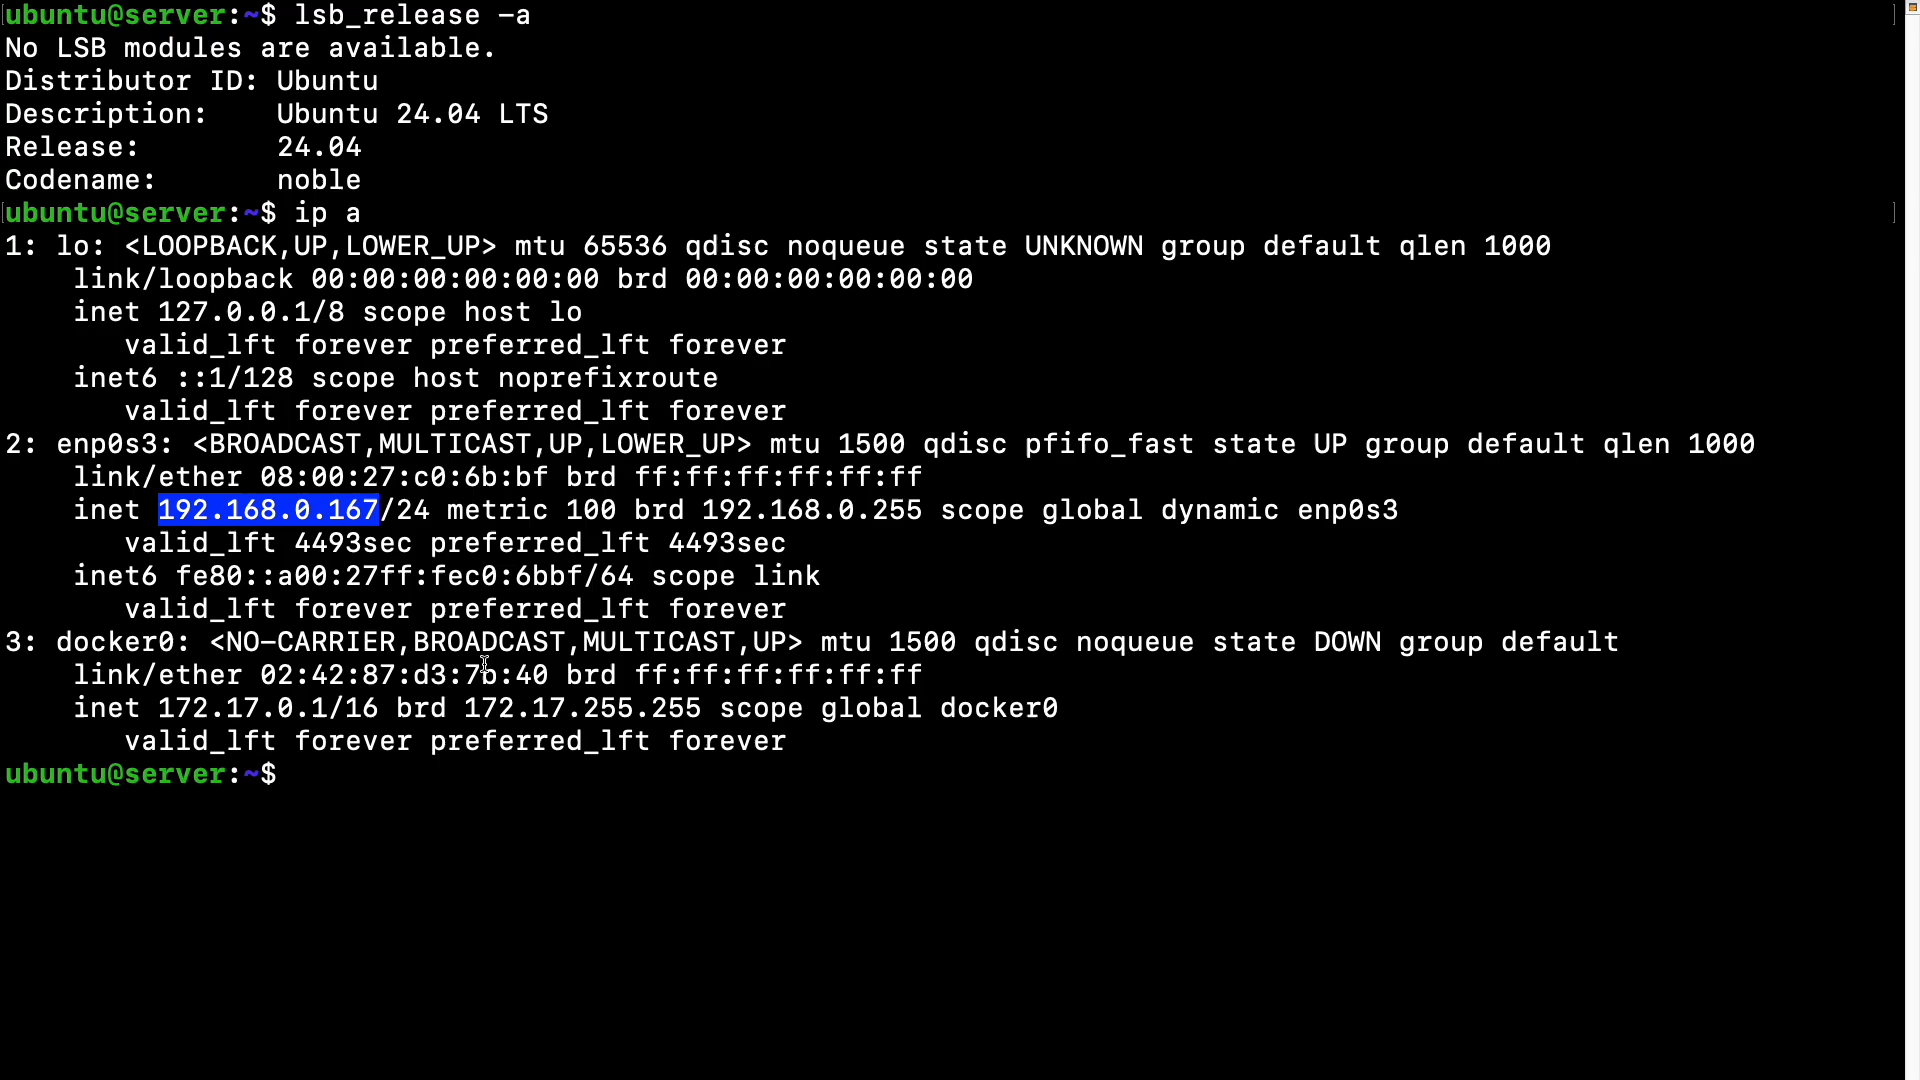 [ubuntu@server:~$ lsb_release -a ]
No LSB modules are available.
Distributor ID: Ubuntu
Description:    Ubuntu 24.04 LTS
Release:        24.04
Codename:       noble
[ubuntu@server:~$ ip a ]
1: lo: <LOOPBACK,UP,LOWER_UP> mtu 65536 qdisc noqueue state UNKNOWN group default qlen 1000
    link/loopback 00:00:00:00:00:00 brd 00:00:00:00:00:00
    inet 127.0.0.1/8 scope host lo
       valid_lft forever preferred_lft forever
    inet6 ::1/128 scope host noprefixroute
       valid_lft forever preferred_lft forever
2: enp0s3: <BROADCAST,MULTICAST,UP,LOWER_UP> mtu 1500 qdisc pfifo_fast state UP group default qlen 1000
    link/ether 08:00:27:c0:6b:bf brd ff:ff:ff:ff:ff:ff
    inet 192.168.0.167/24 metric 100 brd 192.168.0.255 scope global dynamic enp0s3
       valid_lft 4493sec preferred_lft 4493sec
    inet6 fe80::a00:27ff:fec0:6bbf/64 scope link
       valid_lft forever preferred_lft forever
3: docker0: <NO-CARRIER,BROADCAST,MULTICAST,UP> mtu 1500 qdisc noqueue state DOWN group default
    link/ether 02:42:87:d3:7b:40 brd ff:ff:ff:ff:ff:ff
    inet 172.17.0.1/16 brd 172.17.255.255 scope global docker0
       valid_lft forever preferred_lft forever
ubuntu@server:~$